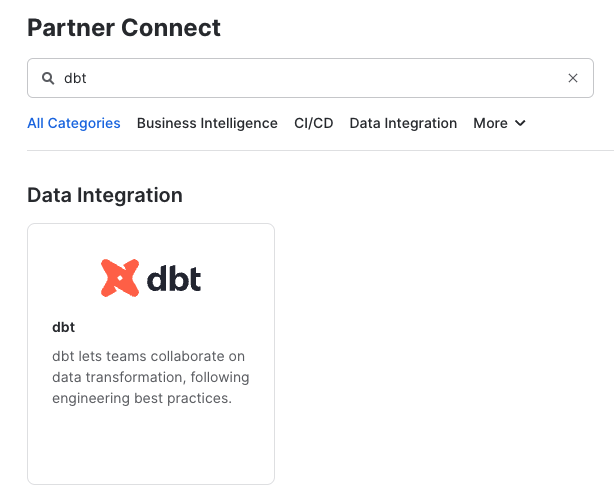 Partner Connect
dbt
All Categories Business Intelligence CI/CD Data Integration More
Data Integration
dbt
dbt
dbt lets teams collaborate on
data transformation, following
engineering best practices.